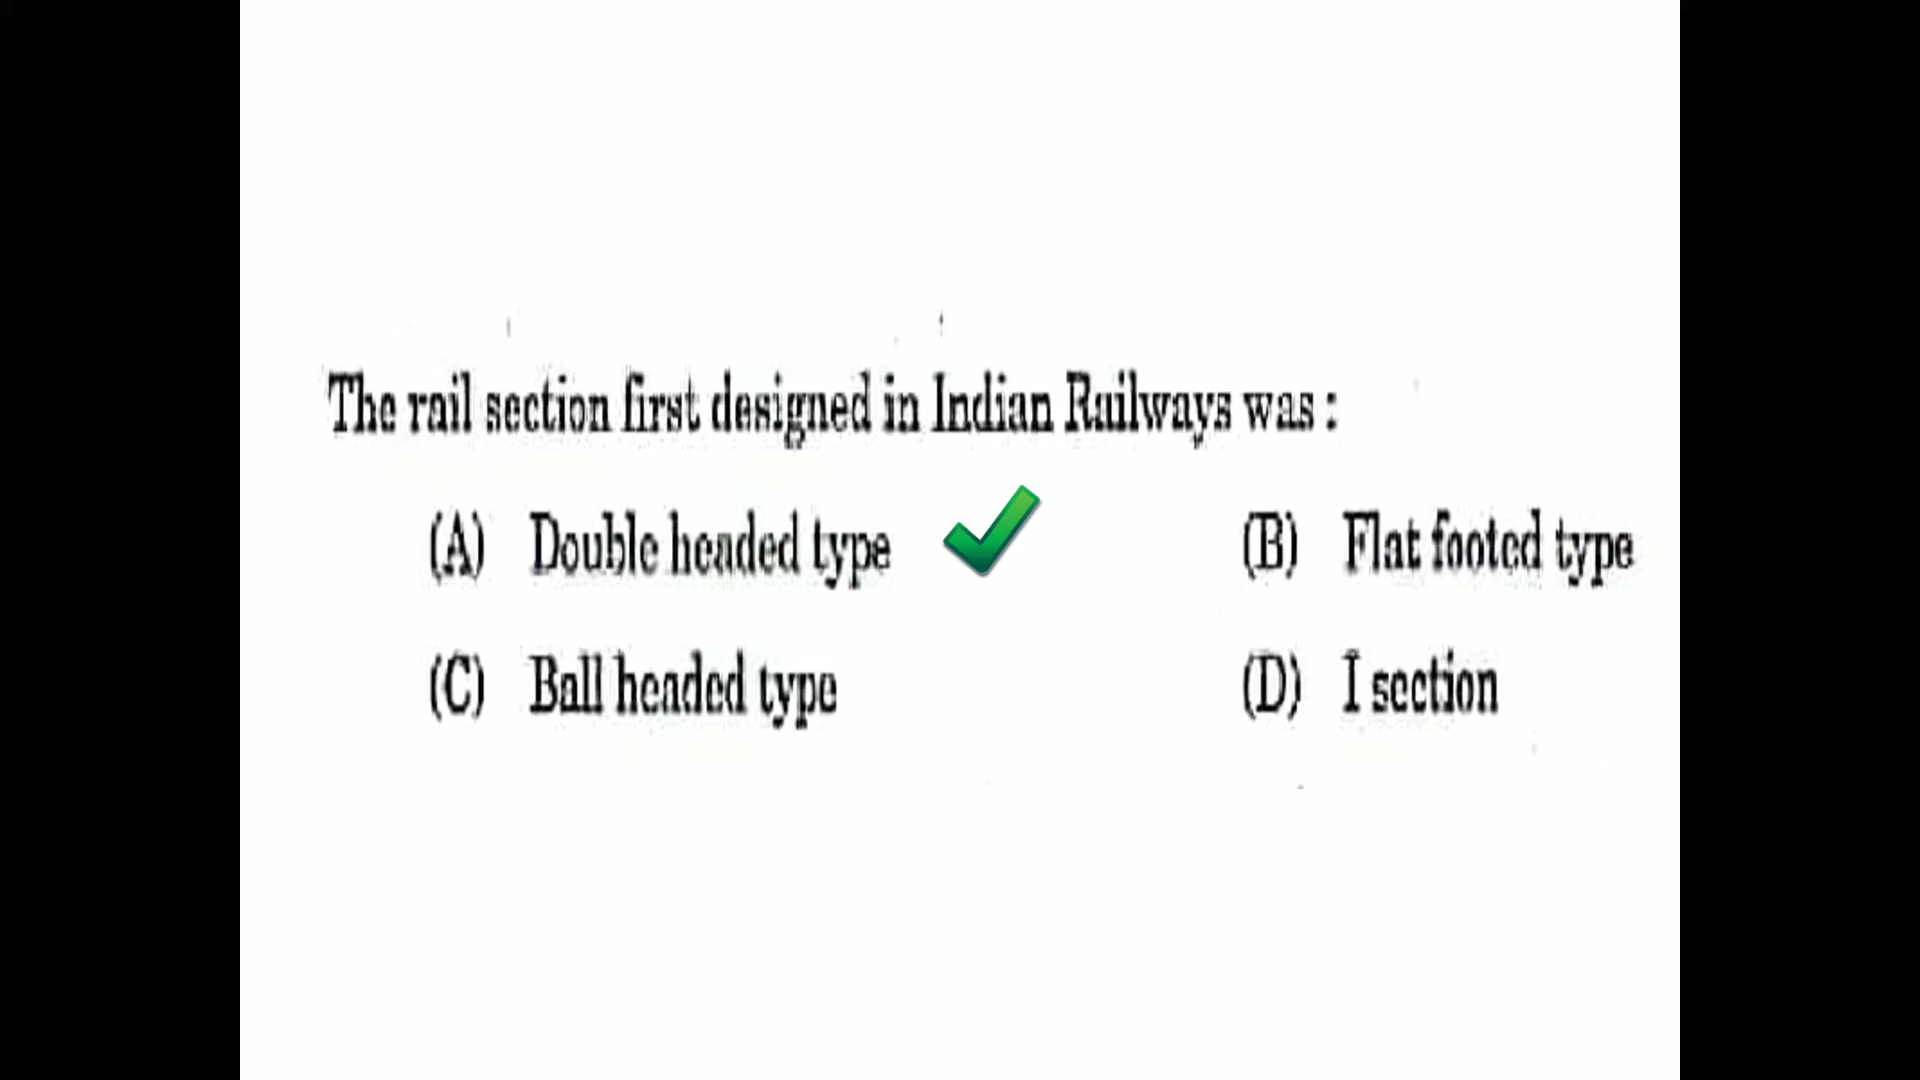 The rail section first designed in Indian Railways was :
(A) Double headed type (B) Flat footed type
(C) Ball headed type (D) I section